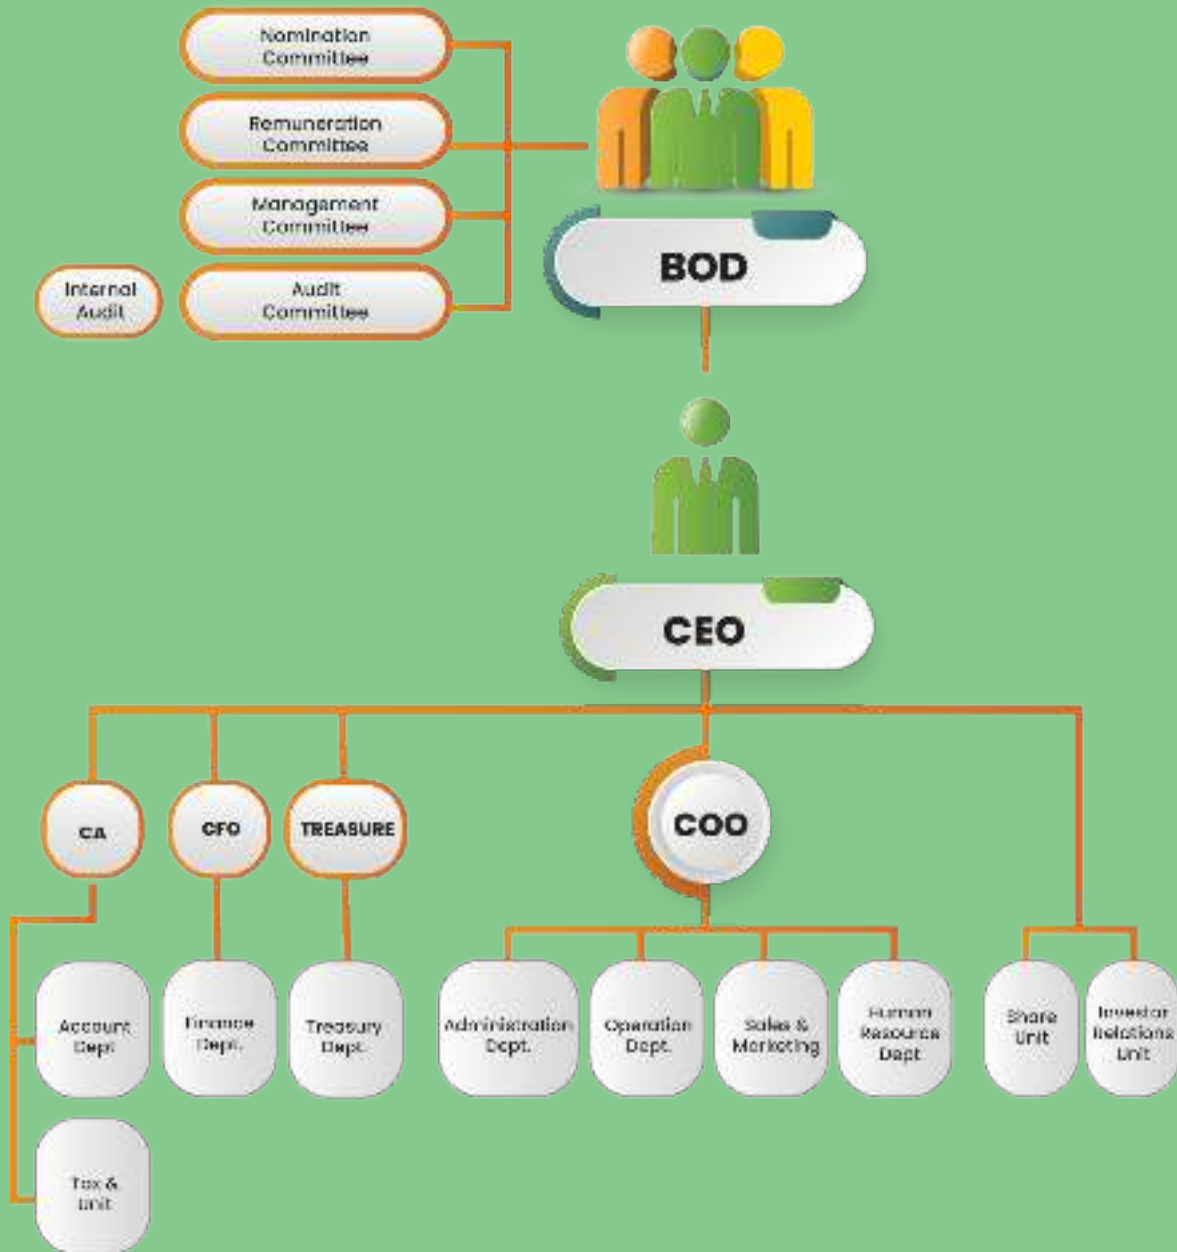 Nomination
Committee
Remuneration
Committee
Management
Committee
Internal
Audit
Audit
Committee
BOD
CEO
CA
CFO
TREASURE
COO
Account
Dept
Finance
Dept.
Treasury
Dept.
Administration
Dept.
Operation
Dept.
Sales &
Marketing
Human
Resource
Dept
Share
Unit
Investor
Relations
Unit
Tax &
Unit